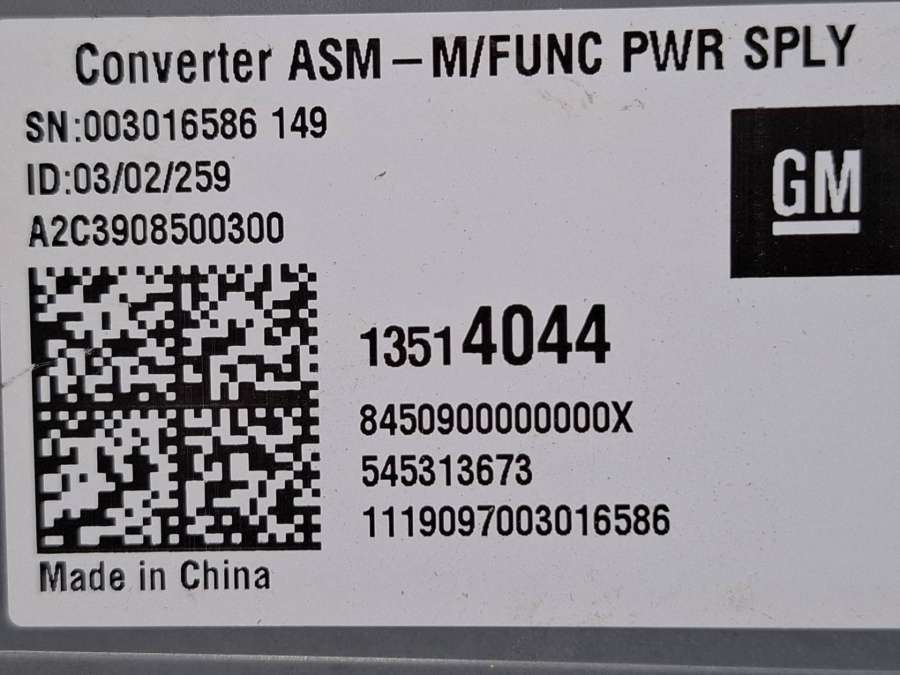 Converter ASM – M/FUNC PWR SPLY
SN:003016586 149
ID:03/02/259
A2C3908500300
GM
13514044
8450900000000X
545313673
1119097003016586
Made in China